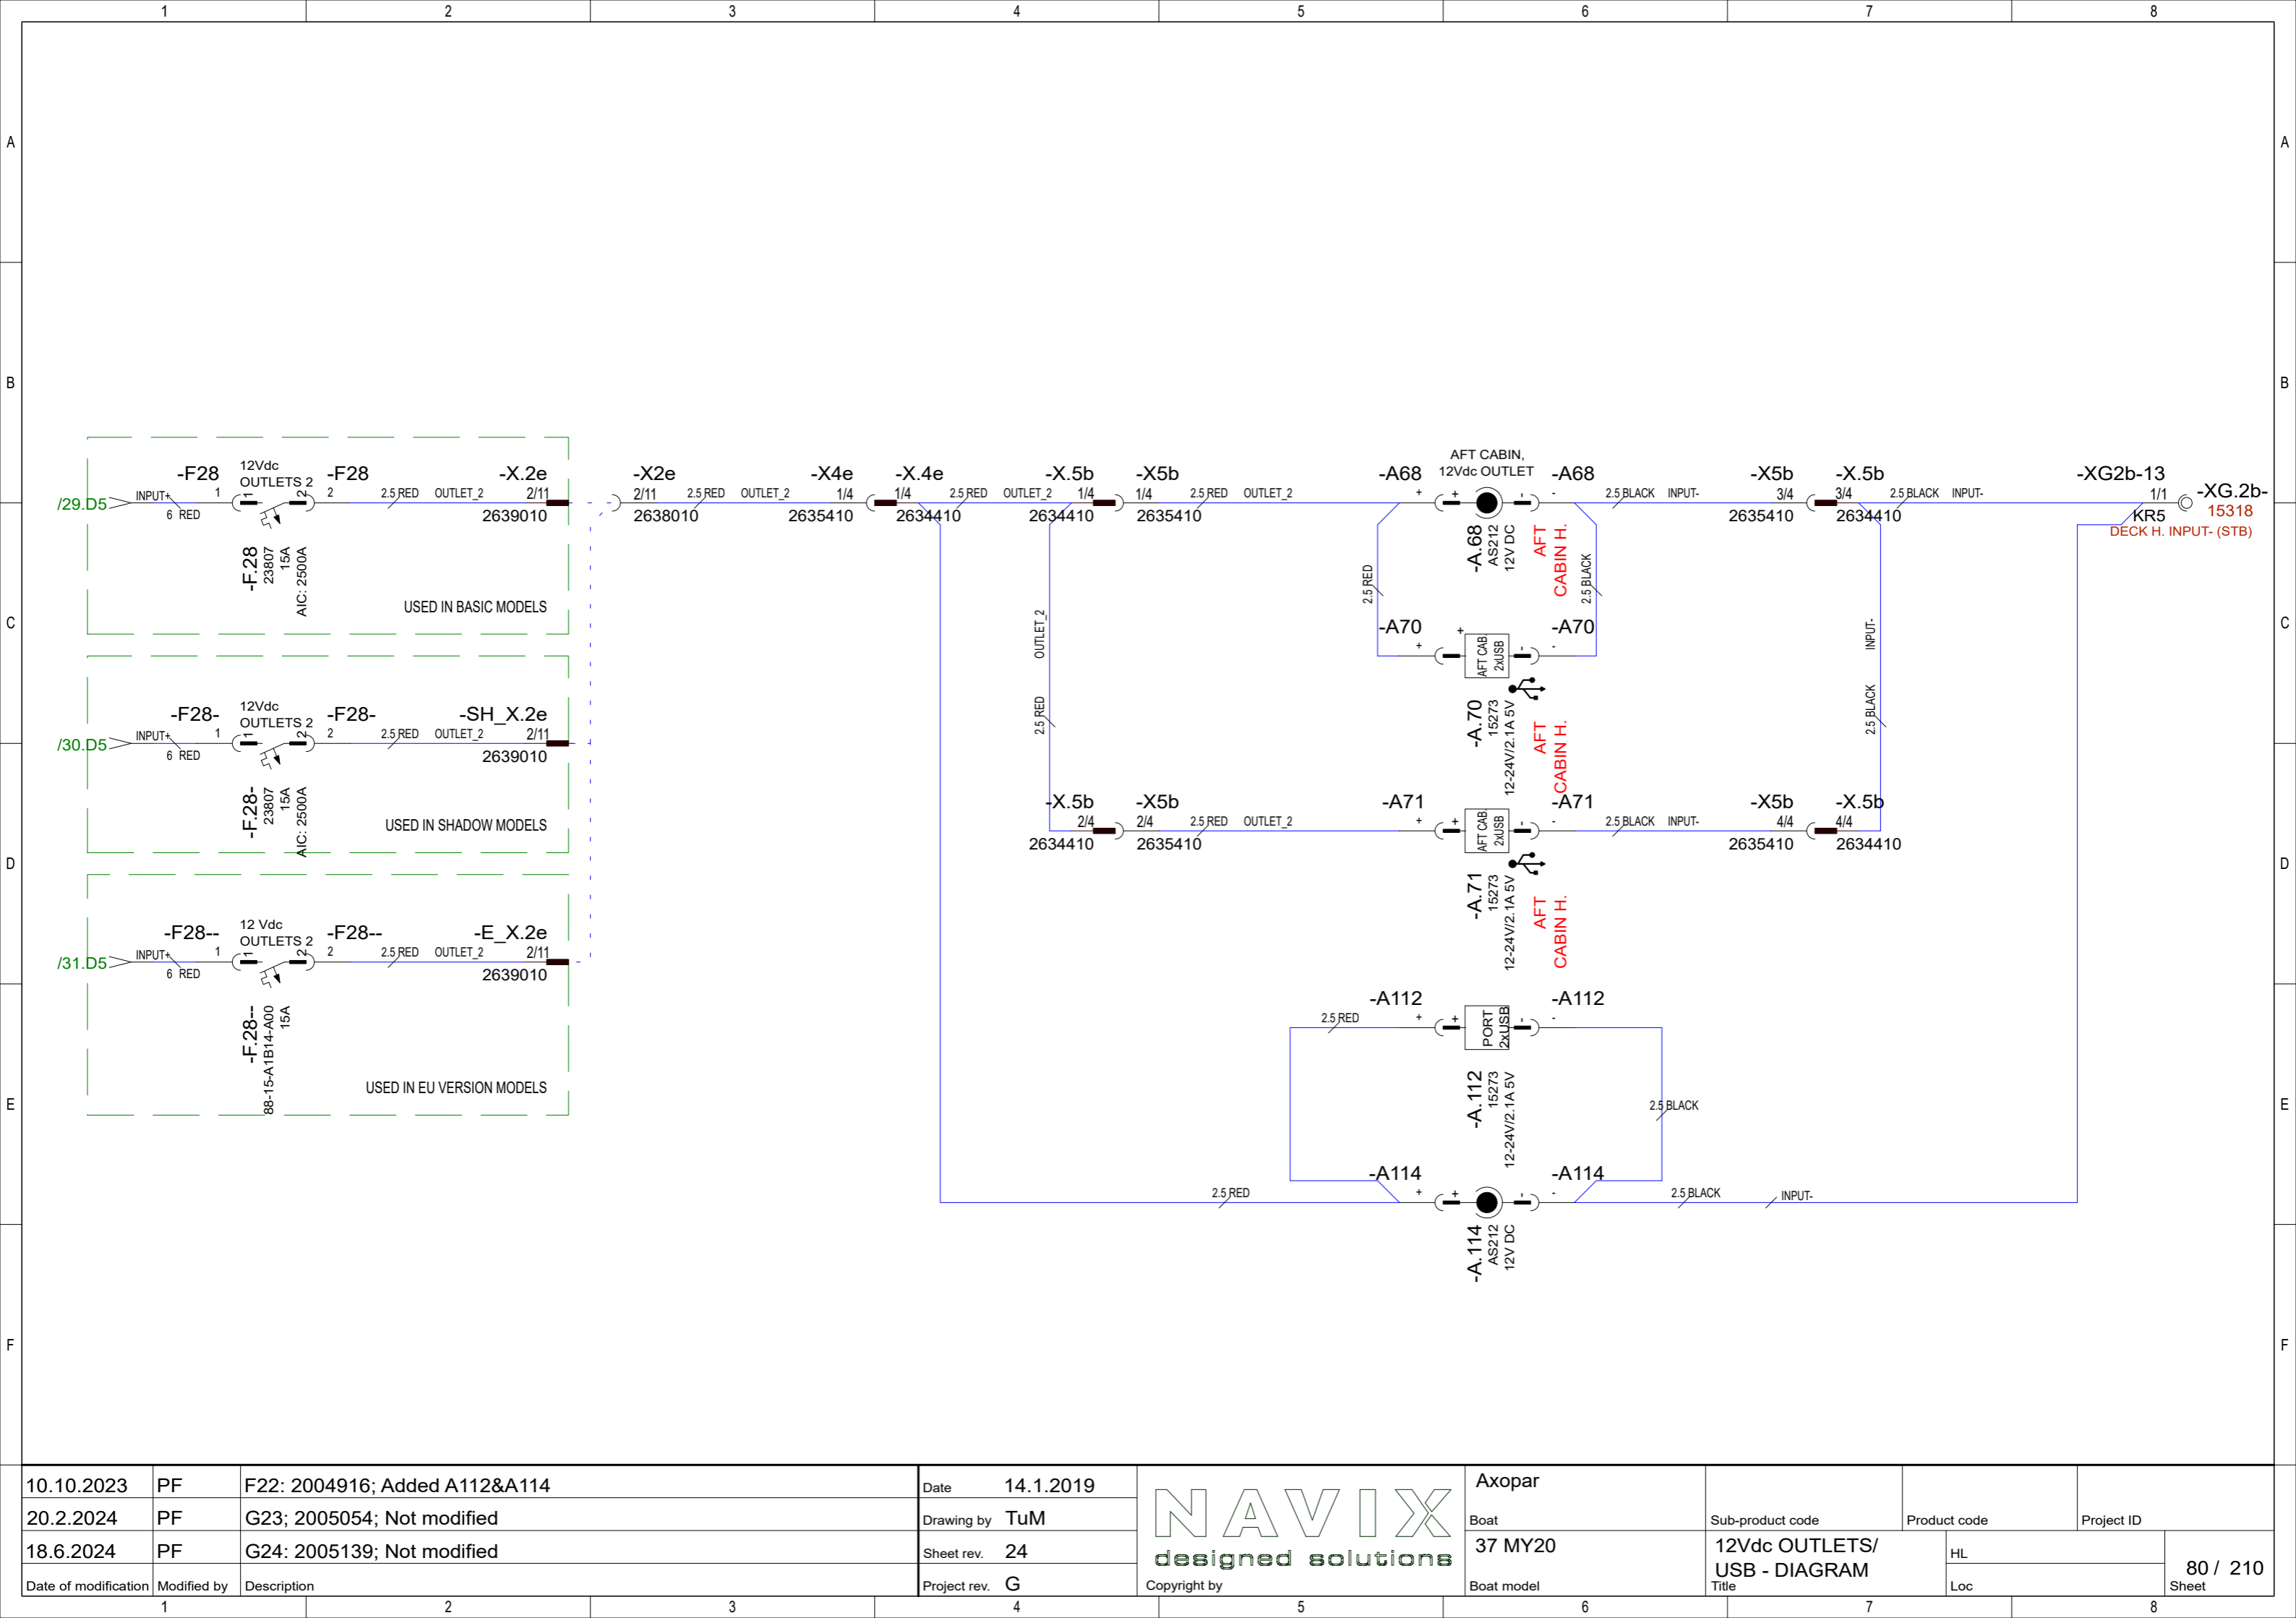 1 2 3 4 5 6 7 8
A A
B B
C C
D D
E E
F F
/29.D5
INPUT+
6 RED
-F28
1
12Vdc
OUTLETS 2
1 2
-F28
2
2.5 RED OUTLET_2
-X.2e
2/11
2639010
-F.28
23807
15A
AIC: 2500A
USED IN BASIC MODELS
/30.D5
INPUT+
6 RED
-F28-
1
12Vdc
OUTLETS 2
1 2
-F28-
2
2.5 RED OUTLET_2
-SH_X.2e
2/11
2639010
-F.28-
23807
15A
AIC: 2500A
USED IN SHADOW MODELS
/31.D5
INPUT+
6 RED
-F28--
1
12 Vdc
OUTLETS 2
1 2
-F28--
2
2.5 RED OUTLET_2
-E_X.2e
2/11
2639010
-F.28--
88-15-A1B14-A00
15A
USED IN EU VERSION MODELS
-X2e
2/11
2638010
2.5 RED OUTLET_2
-X4e
1/4
2635410
-X.4e
1/4
2634410
2.5 RED OUTLET_2
-X.5b
1/4
2634410
-X5b
1/4
2635410
2.5 RED OUTLET_2
-A68
+
AFT CABIN,
12Vdc OUTLET
+ -
-A68
-
-A.68
AS212
12V DC
AFT
CABIN H.
2.5 BLACK INPUT-
-X5b
3/4
2635410
-X.5b
3/4
2634410
2.5 BLACK INPUT-
-XG2b-13
1/1
KR5
-XG.2b-
15318
DECK H. INPUT- (STB)
2.5 RED
2.5 BLACK
-A70
+
+ -
AFT CAB.
2xUSB
-A70
-
-A.70
15273
12-24V/2.1A 5V
AFT
CABIN H.
OUTLET_2
2.5 RED
INPUT-
2.5 BLACK
-X.5b
2/4
2634410
-X5b
2/4
2635410
2.5 RED OUTLET_2
-A71
+
+ -
AFT CAB.
2xUSB
-A71
-
-A.71
15273
12-24V/2.1A 5V
AFT
CABIN H.
2.5 BLACK INPUT-
-X5b
4/4
2635410
-X.5b
4/4
2634410
2.5 RED
-A112
+
+ -
PORT
2xUSB
-A112
-
-A.112
15273
12-24V/2.1A 5V
2.5 BLACK
2.5 RED
-A114
+
+ -
-A114
-
-A.114
AS212
12V DC
2.5 BLACK INPUT-
10.10.2023 PF F22: 2004916; Added A112&A114
20.2.2024 PF G23; 2005054; Not modified
18.6.2024 PF G24: 2005139; Not modified
Date of modification Modified by Description
Date 14.1.2019
Drawing by TuM
Sheet rev. 24
Project rev. G
NAVIX
designed solutions
Copyright by
Axopar
Boat
37 MY20
Boat model
Sub-product code
Product code
Project ID
12Vdc OUTLETS/
USB - DIAGRAM
Title
HL
Loc
80 / 210
Sheet
1 2 3 4 5 6 7 8